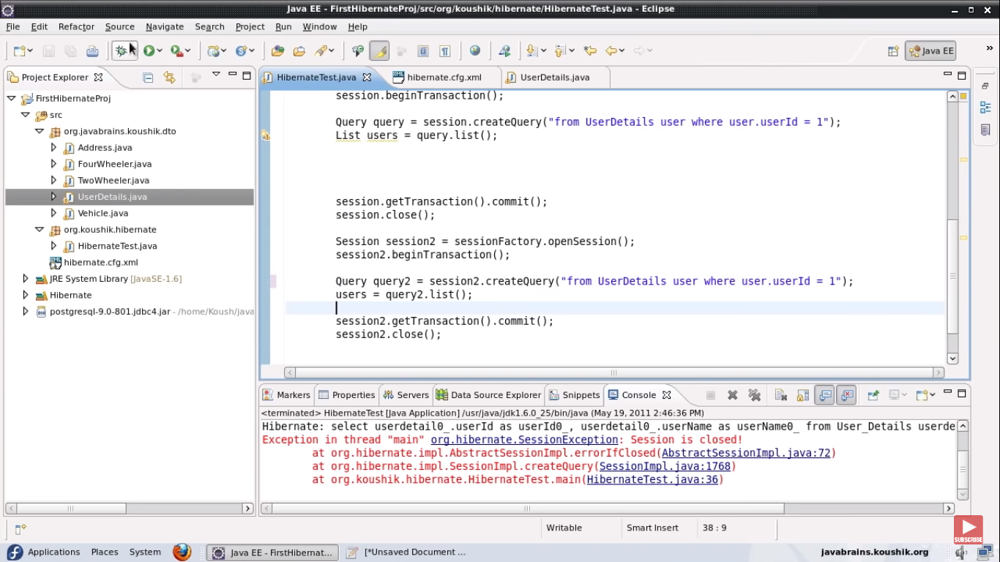 Java EE - FirstHibernateProj/src/org/koushik/hibernate/HibernateTest.java - Eclipse
File Edit Refactor Source Navigate Search Project Run Window Help
Java EE
Project Explorer
FirstHibernateProj
src
org.javabrains.koushik.dto
Address.java
FourWheeler.java
TwoWheeler.java
UserDetails.java
Vehicle.java
org.koushik.hibernate
HibernateTest.java
hibernate.cfg.xml
JRE System Library [JavaSE-1.6]
Hibernate
postgresql-9.0-801.jdbc4.jar - /home/Koush/java
HibernateTest.java hibernate.cfg.xml UserDetails.java
session.beginTransaction();
Query query = session.createQuery("from UserDetails user where user.userId = 1");
List users = query.list();
session.getTransaction().commit();
session.close();
Session session2 = sessionFactory.openSession();
session2.beginTransaction();
Query query2 = session2.createQuery("from UserDetails user where user.userId = 1");
users = query2.list();
session2.getTransaction().commit();
session2.close();
Markers Properties Servers Data Source Explorer Snippets Console
<terminated> HibernateTest [Java Application] /usr/java/jdk1.6.0_25/bin/java (May 19, 2011 2:46:36 PM)
Hibernate: select userdetail0_.userId as userId0_, userdetail0_.userName as userName0_ from User_Details userde
Exception in thread "main" org.hibernate.SessionException: Session is closed!
at org.hibernate.impl.AbstractSessionImpl.errorIfClosed(AbstractSessionImpl.java:72)
at org.hibernate.impl.SessionImpl.createQuery(SessionImpl.java:1768)
at org.koushik.hibernate.HibernateTest.main(HibernateTest.java:36)
Writable Smart Insert 38 : 9
SUBSCRIBE
Applications Places System Java EE - FirstHibernat... [*Unsaved Document ... javabrains.koushik.org